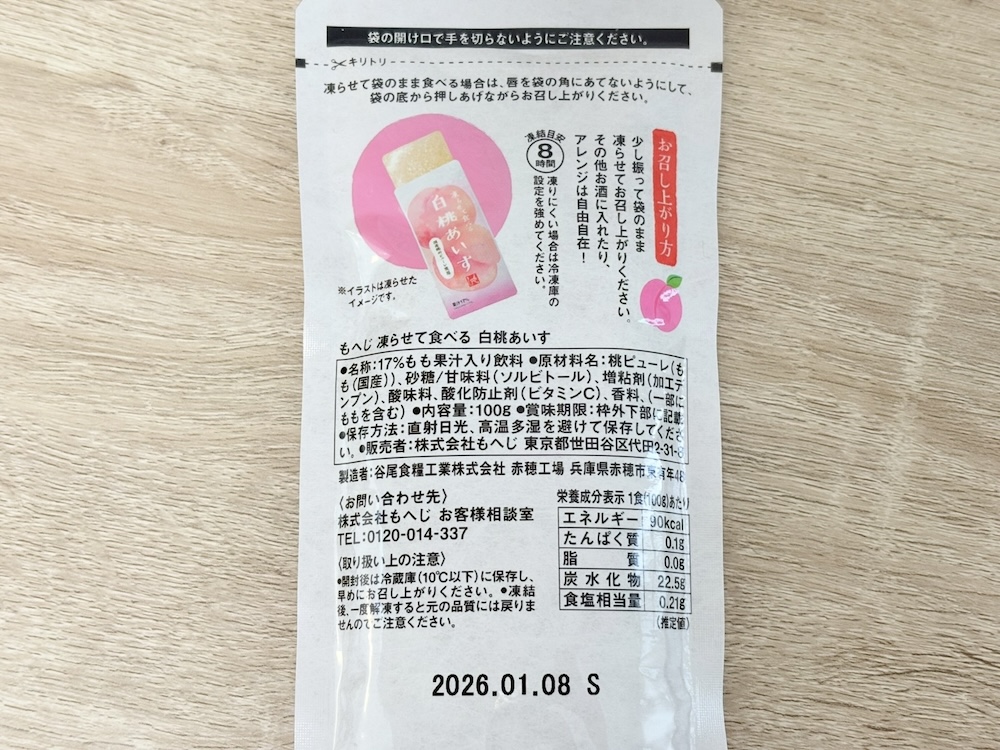 袋の開け口で手を切らないようにご注意ください。
キリトリ
凍らせて袋のまま食べる場合は、唇を袋の角にあてないようにして、
袋の底から押しあげながらお召し上がりください。
お召し上がり方
少し振って袋のまま
凍らせてお召し上がりください。
その他お酒に入れたり、
アレンジは自由自在!
凍結目安
8
時間
凍りにくい場合は冷凍庫の
設定を強めてください。
白桃あいす
※イラストは凍らせた
イメージです。
もへじ 凍らせて食べる 白桃あいす
●名称:17%もも果汁入り飲料 ●原材料名:桃ピューレ(も
も(国産))、砂糖/甘味料(ソルビトール)、増粘剤(加工デ
ンプン)、酸味料、酸化防止剤(ビタミンC)、香料、(一部に
ももを含む) ●内容量:100g ●賞味期限:枠外下部に記載
●保存方法:直射日光、高温多湿を避けて保存してくださ
い。●販売者:株式会社もへじ 東京都世田谷区代田2-31-8
製造者:谷尾食糧工業株式会社 赤穂工場 兵庫県赤穂市東有年48
〈お問い合わせ先〉
株式会社もへじ お客様相談室
TEL:0120-014-337
〈取り扱い上の注意〉
●開封後は冷蔵庫(10℃以下)に保存し、
早めにお召し上がりください。●凍結
後、一度解凍すると元の品質には戻りま
せんのでご注意ください。
栄養成分表示 1食(100g)あたり
エネルギー 90kcal
たんぱく質 0.1g
脂質 0.0g
炭水化物 22.5g
食塩相当量 0.21g
(推定値)
2026.01.08 S